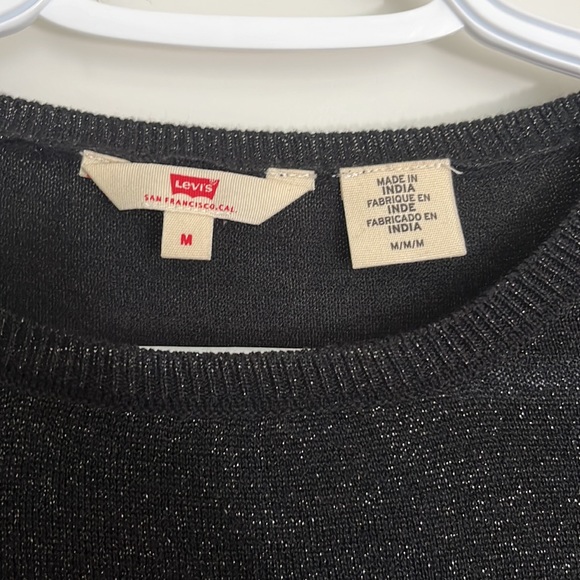 Levi's
SAN FRANCISCO, CAL.
M
MADE IN
INDIA
FABRIQUE EN
INDE
FABRICADO EN
INDIA
M/M/M